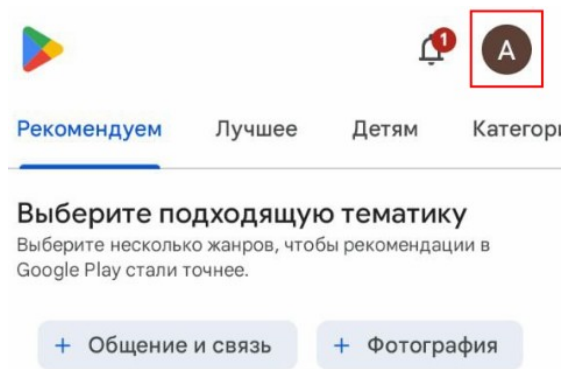 1
А
Рекомендуем Лучшее Детям Категори
Выберите подходящую тематику
Выберите несколько жанров, чтобы рекомендации в
Google Play стали точнее.
+ Общение и связь + Фотография